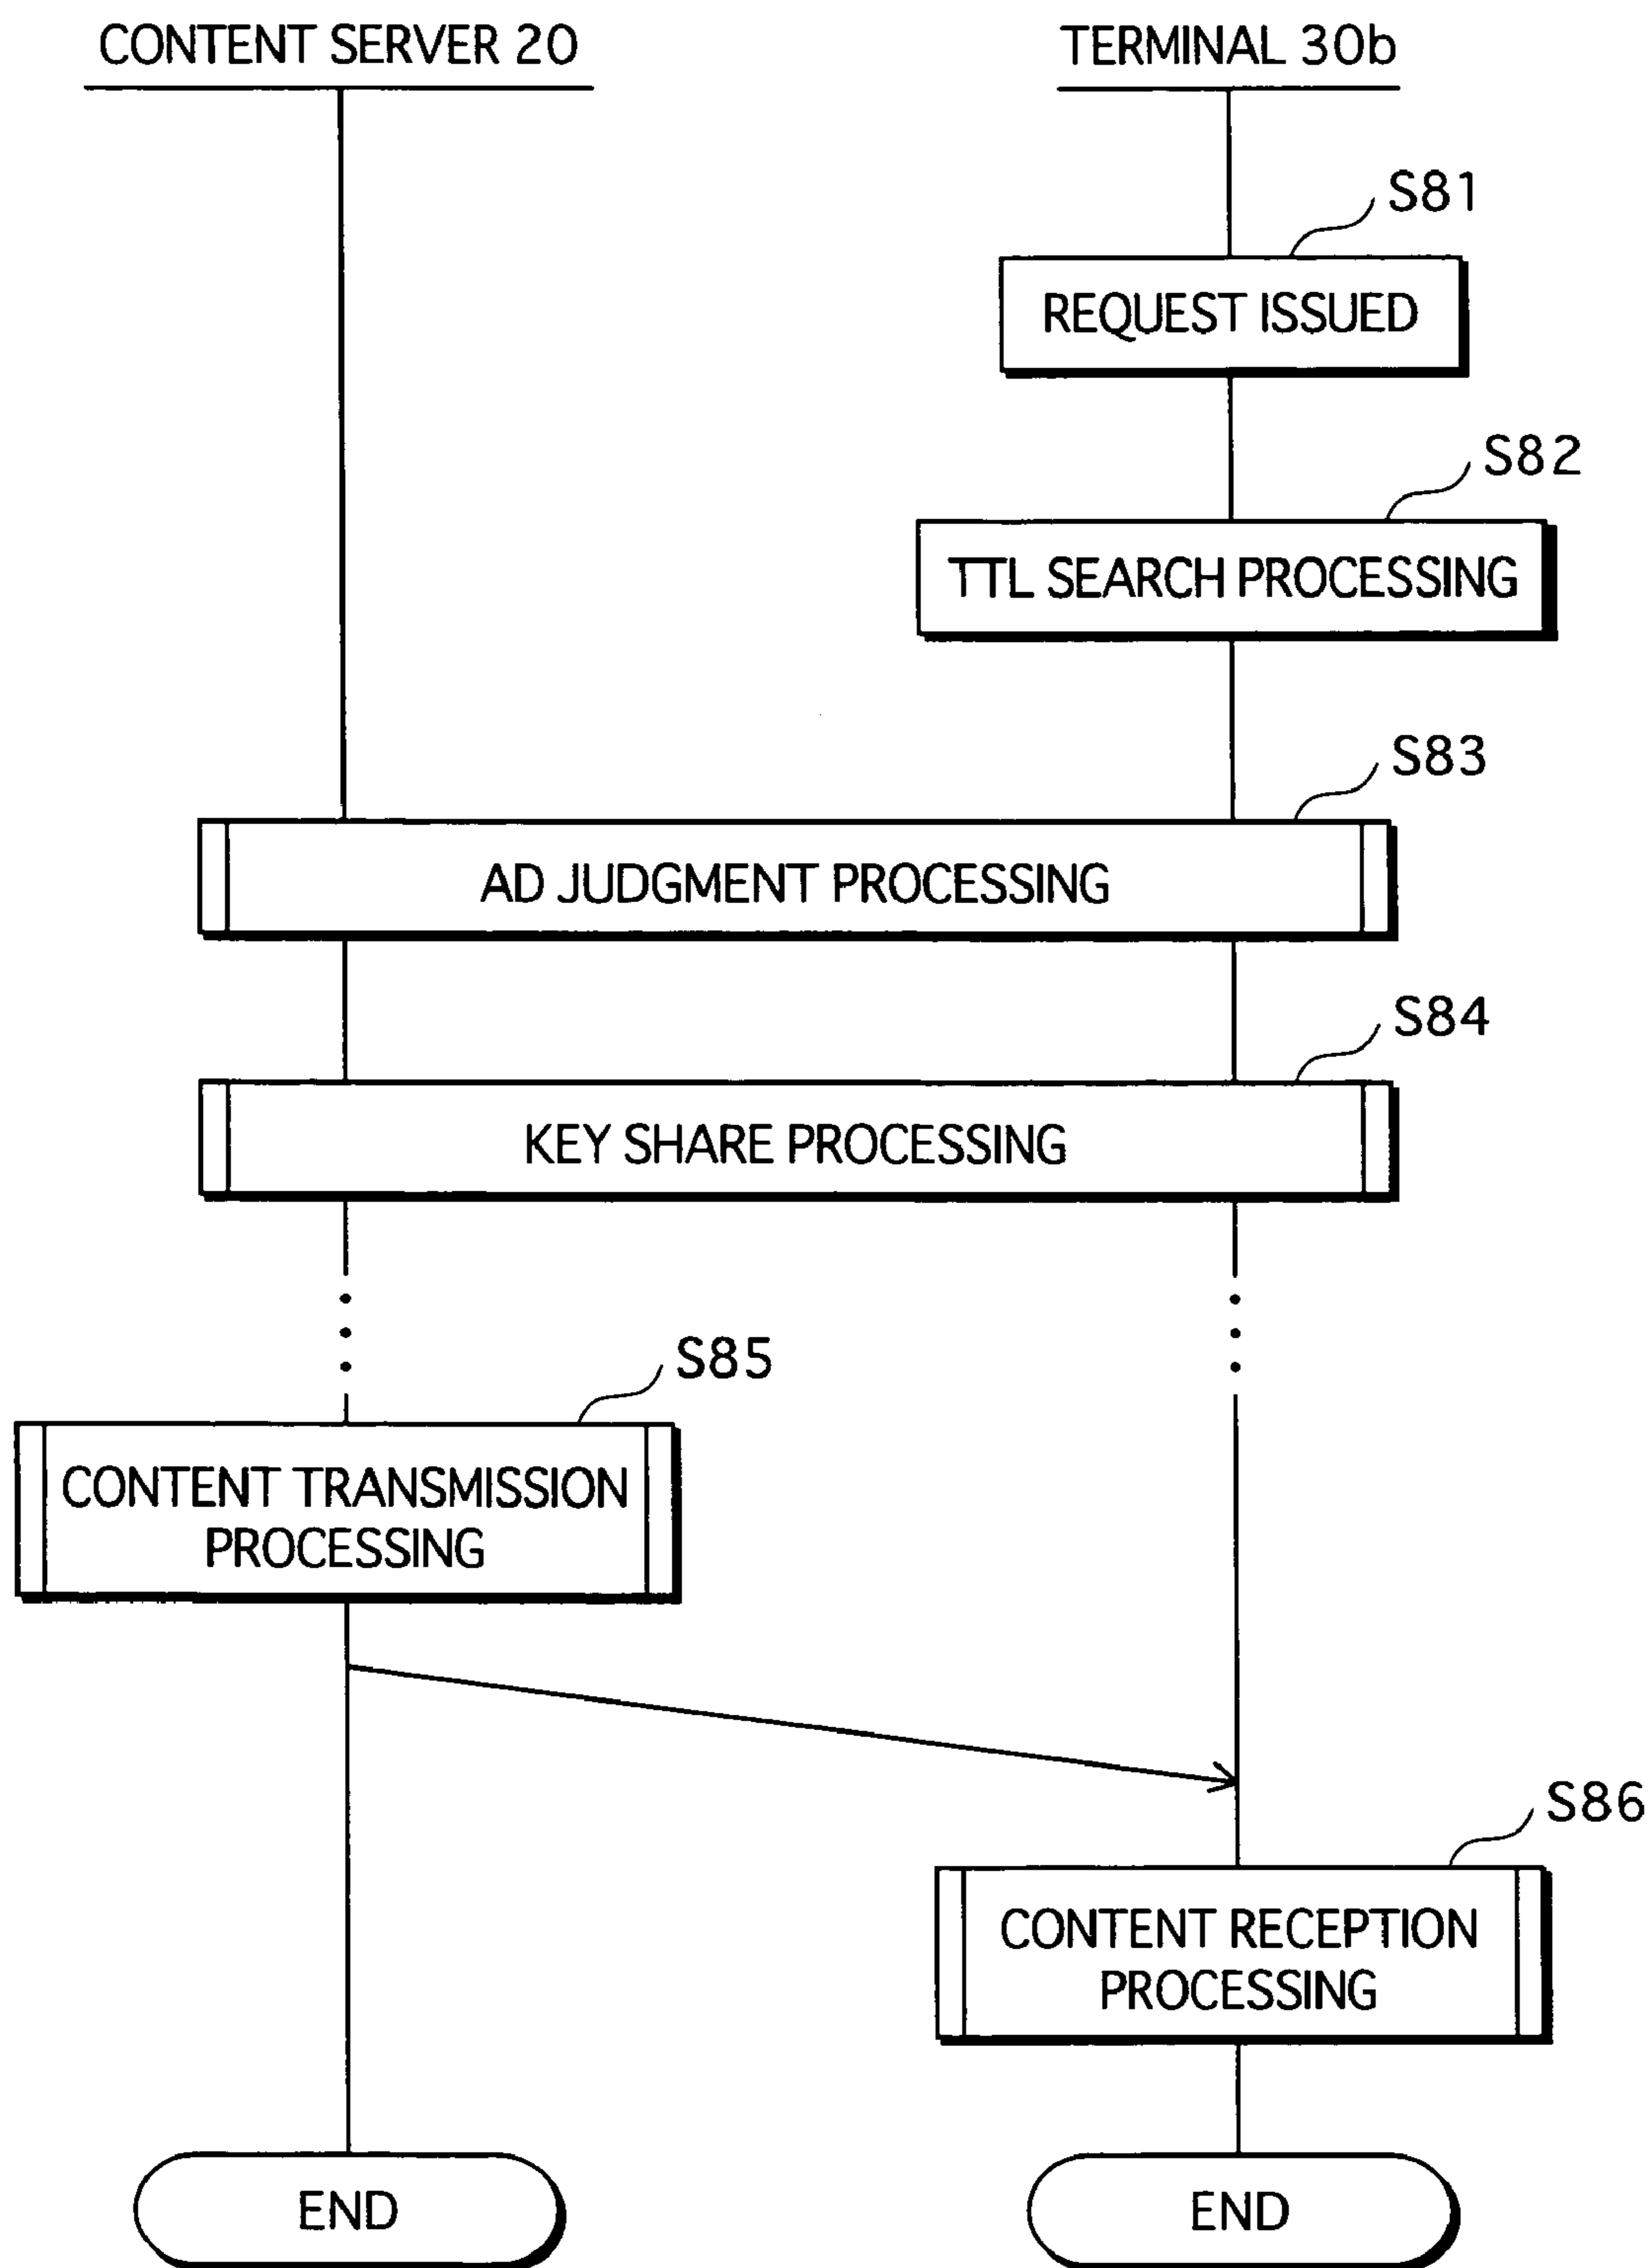 CONTENT SERVER 20
TERMINAL 30b
S81
REQUEST ISSUED
S82
TTL SEARCH PROCESSING
S83
AD JUDGMENT PROCESSING
S84
KEY SHARE PROCESSING
S85
CONTENT TRANSMISSION
PROCESSING
S86
CONTENT RECEPTION
PROCESSING
END
END